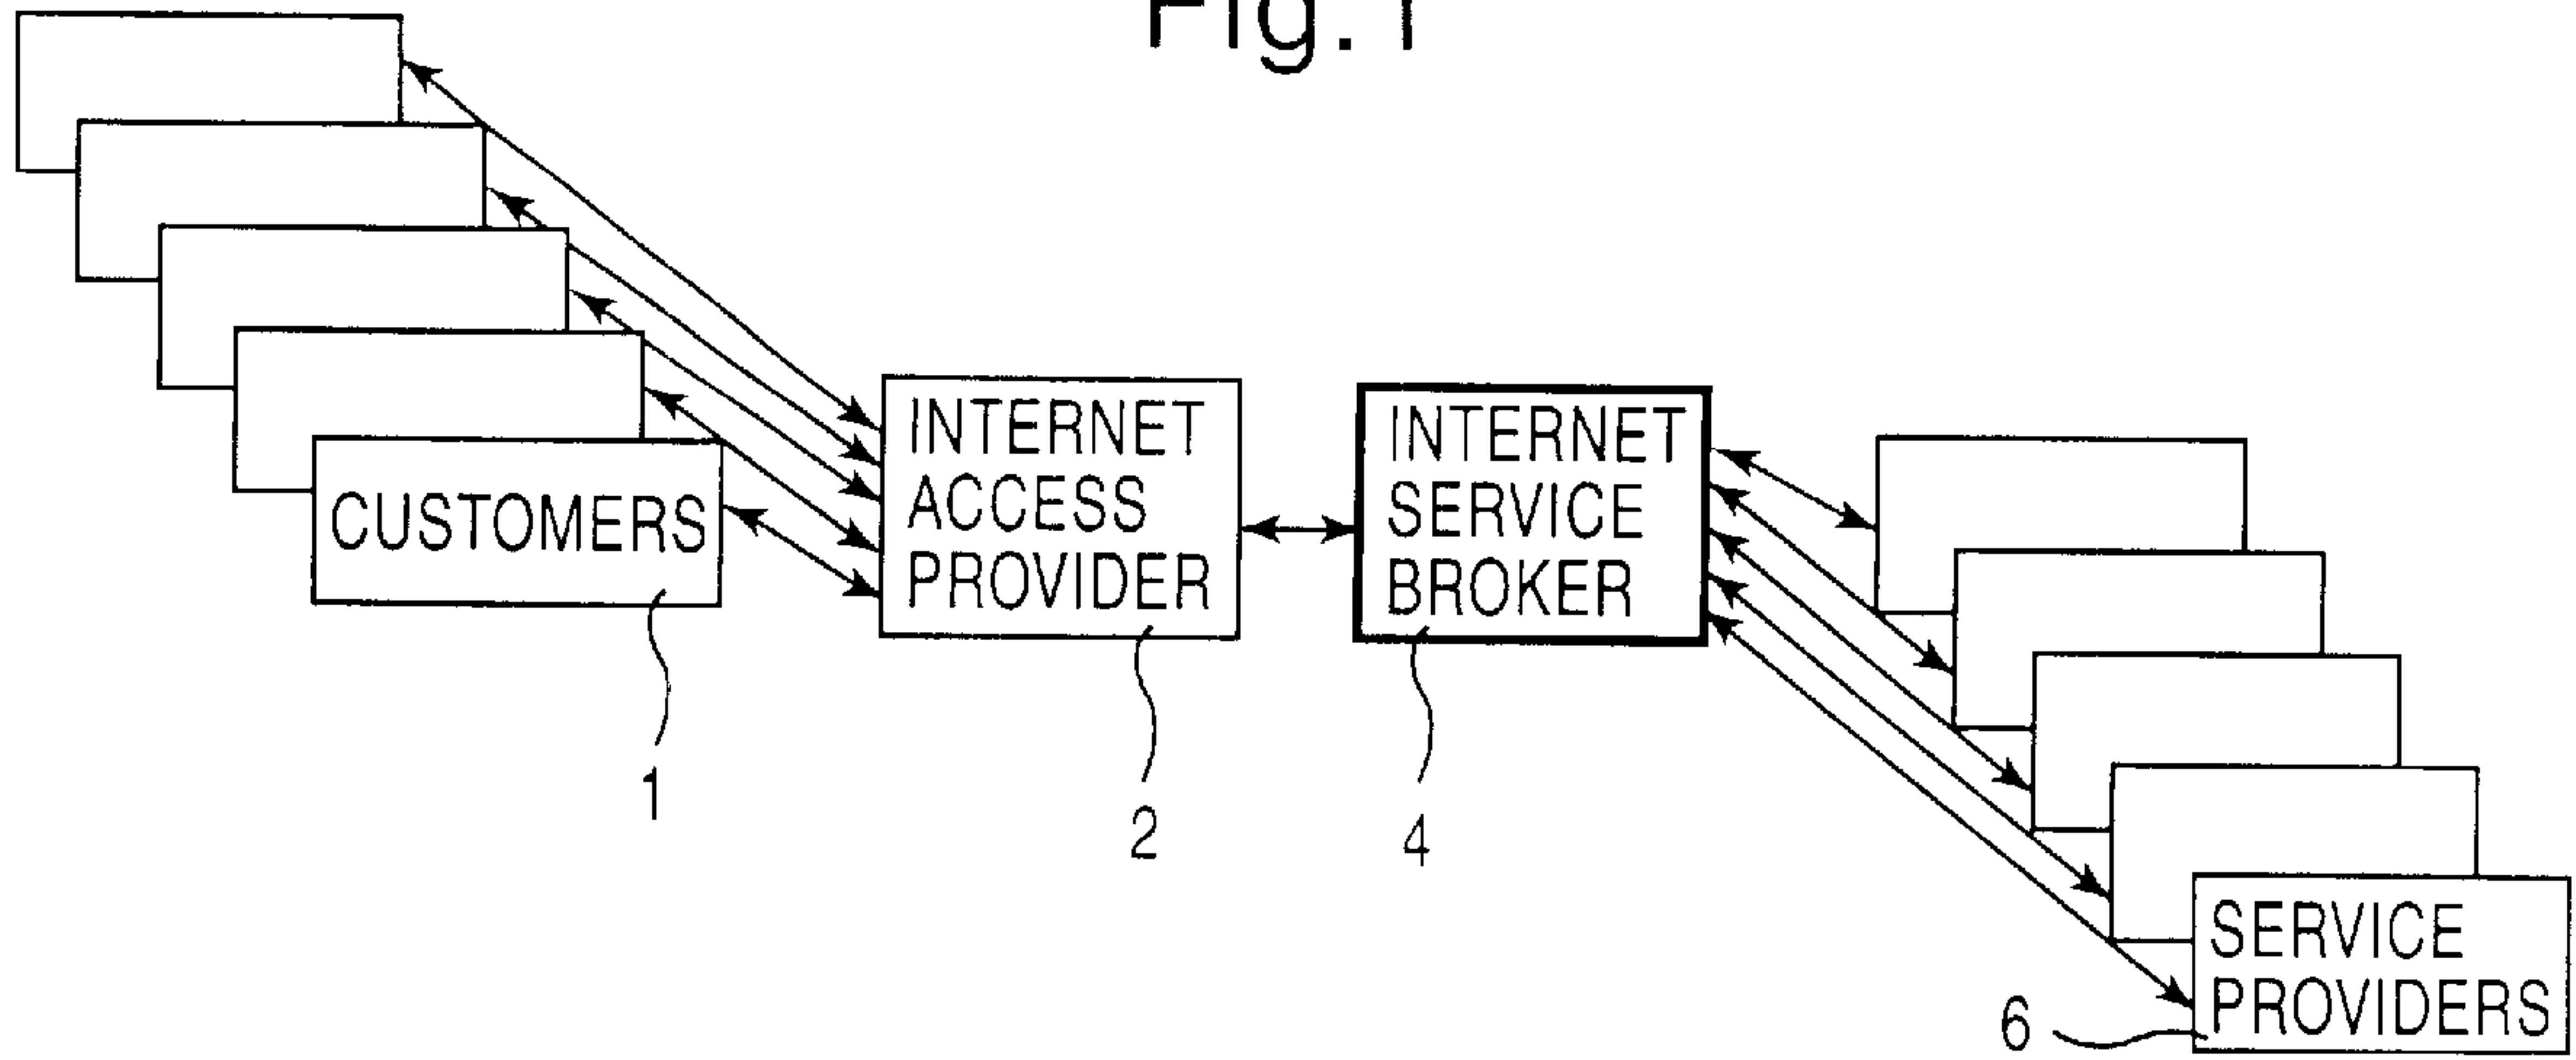 Fig.1
CUSTOMERS
INTERNET
ACCESS
PROVIDER
INTERNET
SERVICE
BROKER
SERVICE
PROVIDERS
1
2
4
6